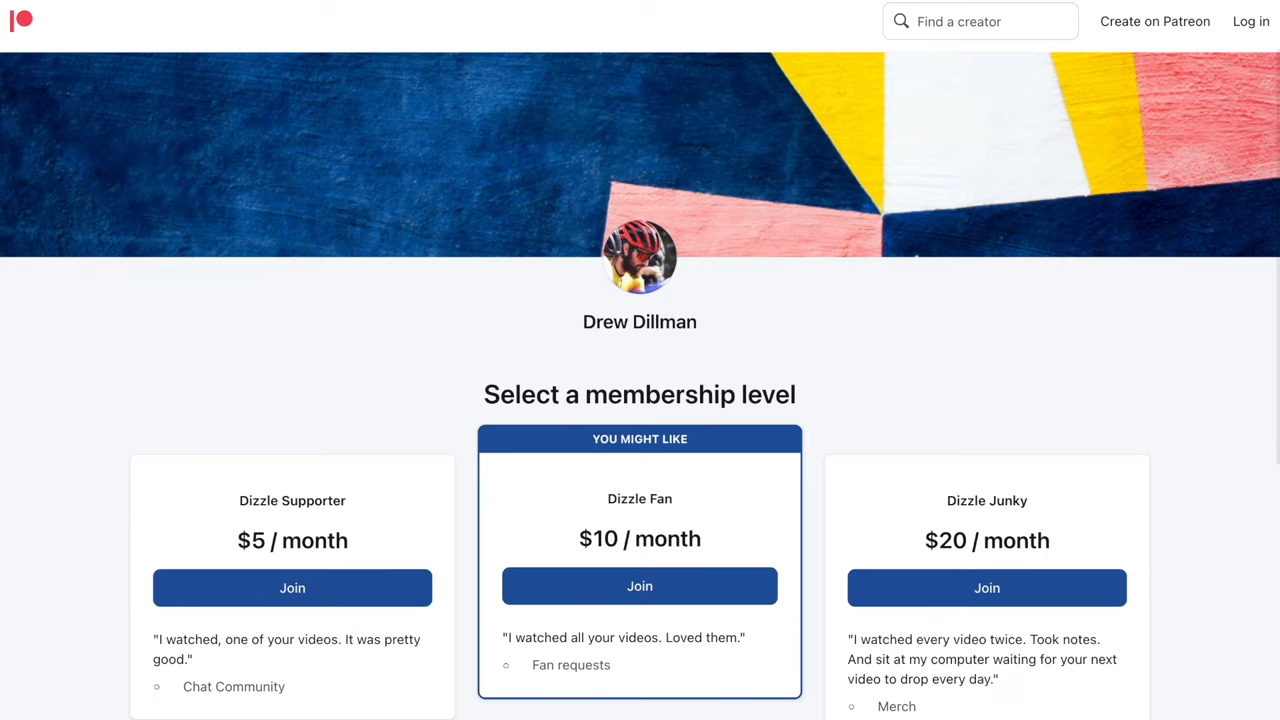 Find a creator
Create on Patreon
Log in
Drew Dillman
Select a membership level
YOU MIGHT LIKE
Dizzle Supporter
$5 / month
Join
"I watched, one of your videos. It was pretty
good."
Chat Community
Dizzle Fan
$10 / month
Join
"I watched all your videos. Loved them."
Fan requests
Dizzle Junky
$20 / month
Join
"I watched every video twice. Took notes.
And sit at my computer waiting for your next
video to drop every day."
Merch